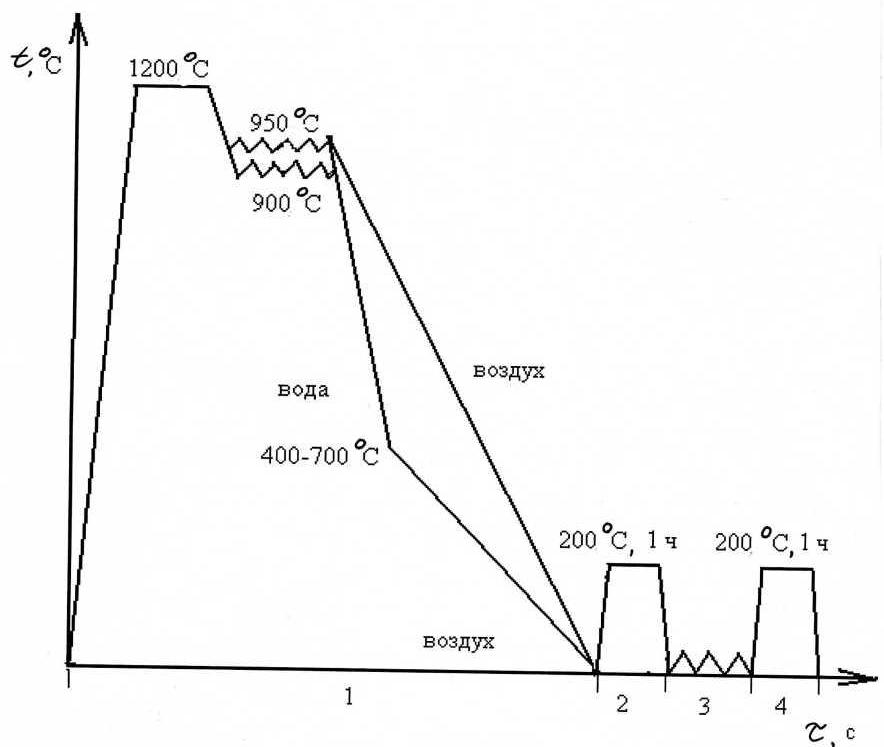 t, °C
1200 °C
950 °C
900 °C
воздух
вода
400-700 °C
200 °C, 1 ч
200 °C, 1 ч
воздух
1
2
3
4
τ, с